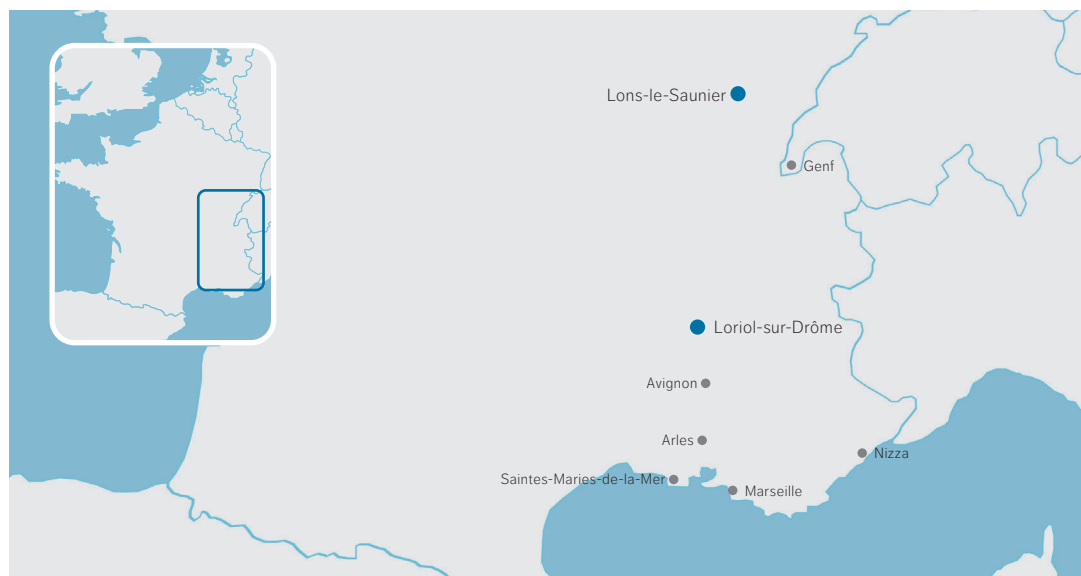 Lons-le-Saunier
Genf
Loriol-sur-Drôme
Avignon
Arles
Nizza
Saintes-Maries-de-la-Mer
Marseille